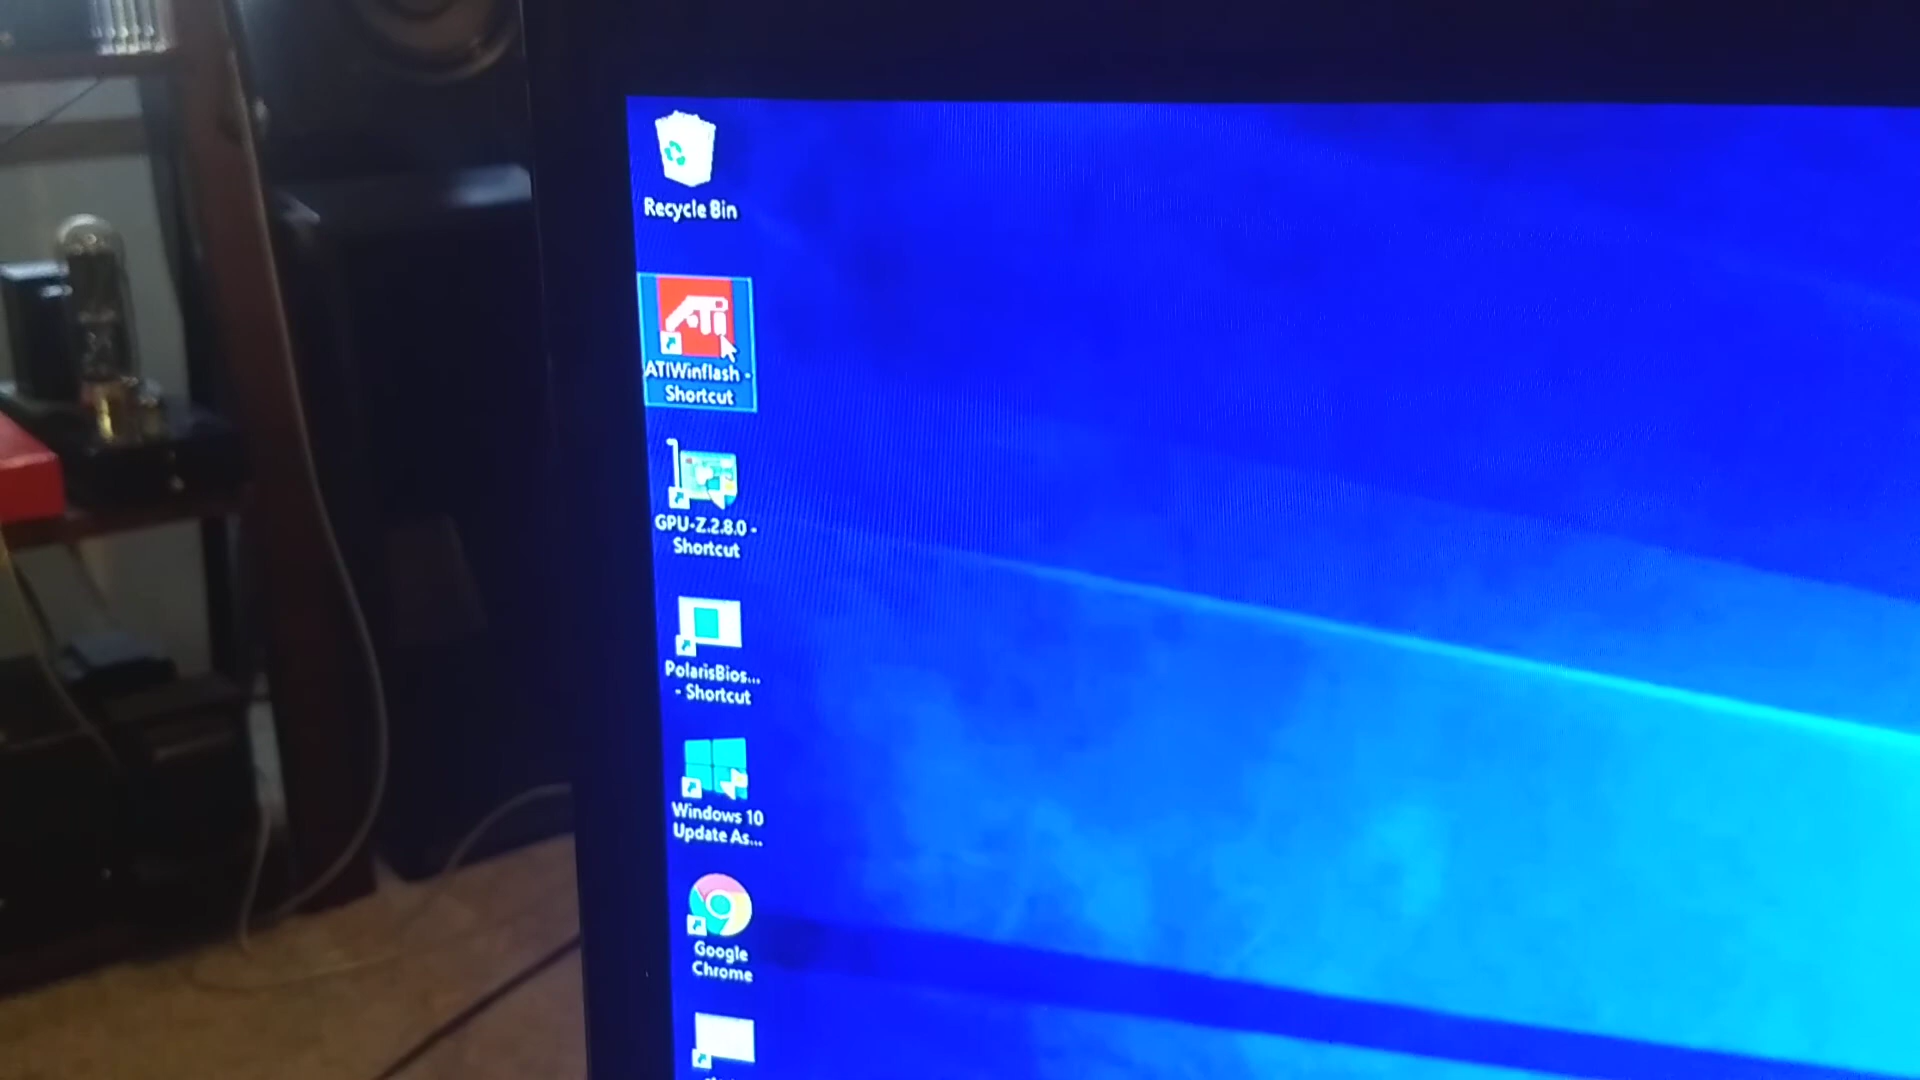 Recycle Bin
ATI
ATIWinflash -
Shortcut
GPU-Z.2.8.0 -
Shortcut
PolarisBios...
- Shortcut
Windows 10
Update As...
Google
Chrome